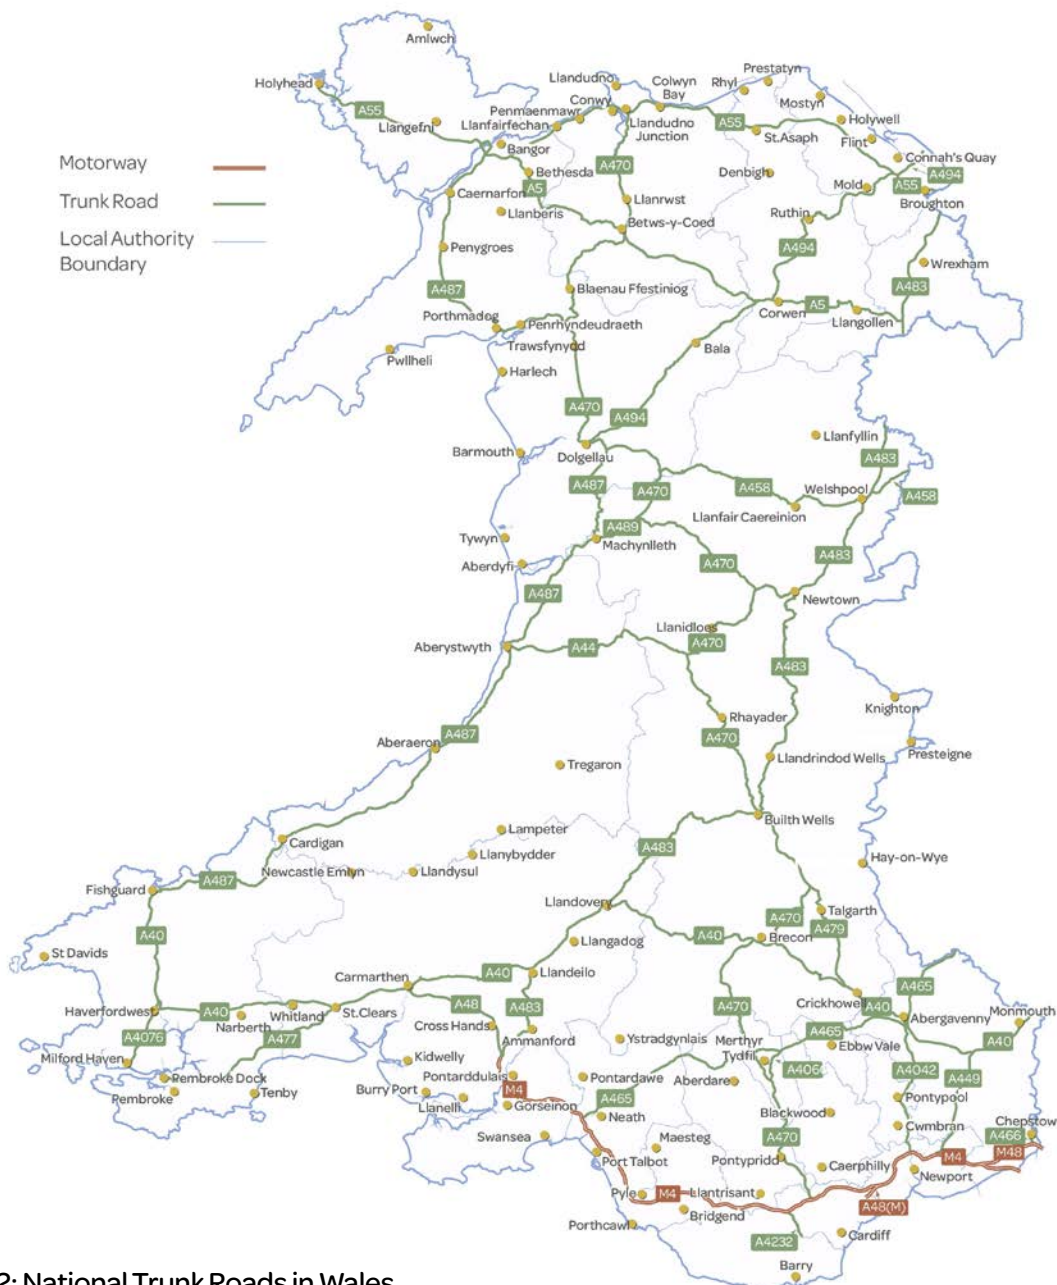 Amlwch
Holyhead
A55
Llangefni
Llandudno
Colwyn
Bay
Rhyl
Prestatyn
Conwy
Penmaenmawr
Llanfairfechan
Llandudno
Junction
A55
Mostyn
Holywell
St.Asaph
Flint
Connah's Quay
Motorway
Bangor
A470
Bethesda
A5
Denbigh
Mold
A55
A494
Broughton
Trunk Road
Caernarfon
Llanberis
Llanrwst
Ruthin
Betws-y-Coed
Local Authority
Boundary
Penygroes
A494
Wrexham
A487
Blaenau Ffestiniog
A483
Porthmadog
Penrhyndeudraeth
Corwen
A5
Llangollen
Trawsfynydd
Bala
Pwllheli
Harlech
A470
A494
Llanfyllin
Barmouth
Dolgellau
A483
A487
A470
A458
Welshpool
A458
Llanfair Caereinion
A489
Tywyn
Machynlleth
A483
Aberdyfi
A470
A487
Newtown
Llanidloes
Aberystwyth
A44
A470
A483
Knighton
Rhayader
A487
A470
Aberaeron
Presteigne
Llandrindod Wells
Tregaron
Builth Wells
Lampeter
Cardigan
A483
Llanybydder
Hay-on-Wye
Newcastle Emlyn
Llandysul
A487
Fishguard
Llandovery
A470
Talgarth
A479
A40
A40
Brecon
Llangadog
St Davids
Carmarthen
A40
Llandeilo
A465
Crickhowell
A40
Haverfordwest
A40
Whitland
St.Clears
A48
A483
A470
Abergavenny
Monmouth
Narberth
Cross Hands
A4076
A477
Ammanford
A465
Ystradgynlais
Merthyr
Tydfil
Ebbw Vale
A40
Milford Haven
Kidwelly
A4060
A4042
A449
Pembroke Dock
Pontarddulais
Pontardawe
Aberdare
Pembroke
Tenby
Burry Port
M4
A465
Pontypool
Llanelli
Gorseinon
Neath
Blackwood
Cwmbran
Chepstow
A466
Swansea
Maesteg
A470
M4
M48
Port Talbot
Pontypridd
Caerphilly
Newport
Pyle
M4
Llantrisant
A48(M)
Porthcawl
Bridgend
A4232
Cardiff
Barry
2: National Trunk Roads in Wales